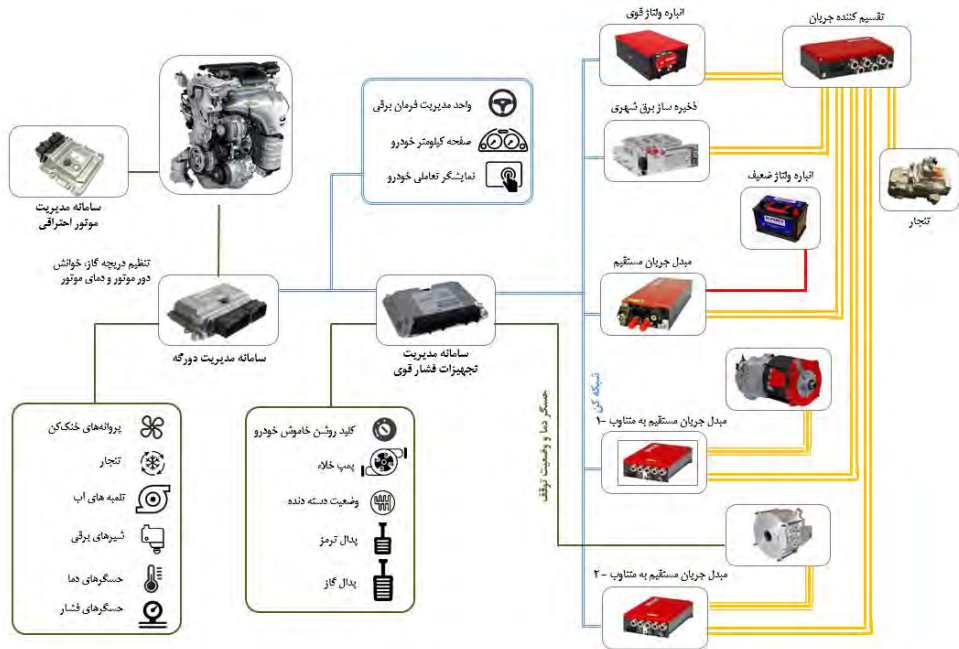 انباره ولتاژ قوی
تقسیم کننده جریان
واحد مدیریت فرمان برقی
صفحه کیلومتر خودرو
نمایشگر تعاملی خودرو
ذخیره ساز برق شهری
انباره ولتاژ ضعیف
تنجار
سامانه مدیریت
موتور احتراقی
تنظیم دریچه گاز، خوانش
دور موتور و دمای موتور
مبدل جریان مستقیم
سامانه مدیریت دورگه
سامانه مدیریت
تجهیزات فشار قوی
شبکه کن
حسگر دما و وضعیت توقف
مبدل جریان مستقیم به متناوب -۱
پروانه‌های خنک‌کن
تنجار
تلمبه های آب
شیرهای برقی
حسگرهای دما
حسگرهای فشار
کلید روشن خاموش خودرو
پمپ خلاء
وضعیت دسته دنده
پدال ترمز
پدال گاز
مبدل جریان مستقیم به متناوب -۲